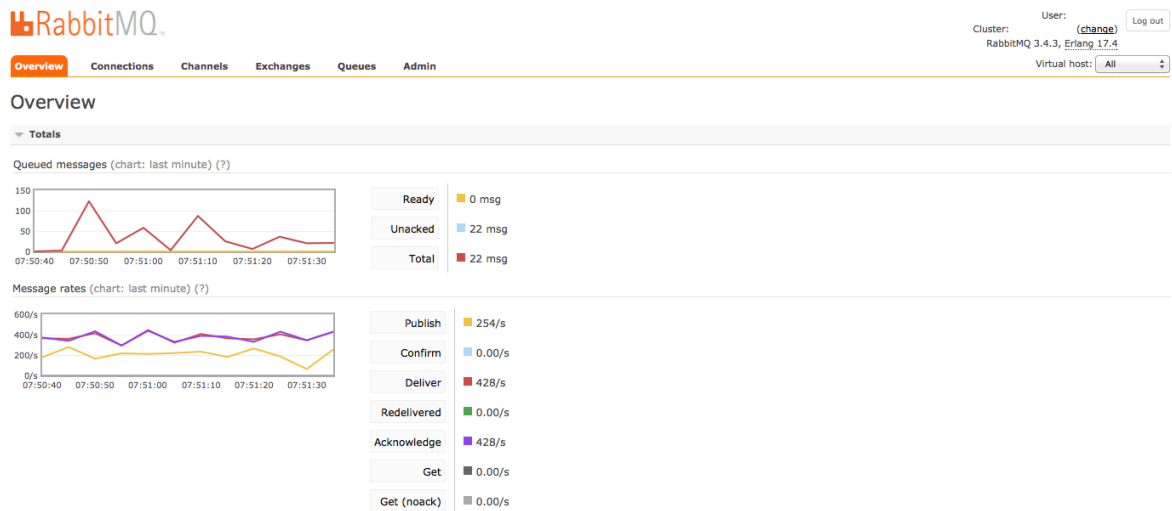 RabbitMQ
User:
Log out
Cluster: (change)
RabbitMQ 3.4.3, Erlang 17.4
Overview Connections Channels Exchanges Queues Admin
Virtual host: All
Overview
Totals
Queued messages (chart: last minute) (?)
150
100
50
0
07:50:40 07:50:50 07:51:00 07:51:10 07:51:20 07:51:30
Ready 0 msg
Unacked 22 msg
Total 22 msg
Message rates (chart: last minute) (?)
600/s
400/s
200/s
0/s
07:50:40 07:50:50 07:51:00 07:51:10 07:51:20 07:51:30
Publish 254/s
Confirm 0.00/s
Deliver 428/s
Redelivered 0.00/s
Acknowledge 428/s
Get 0.00/s
Get (noack) 0.00/s